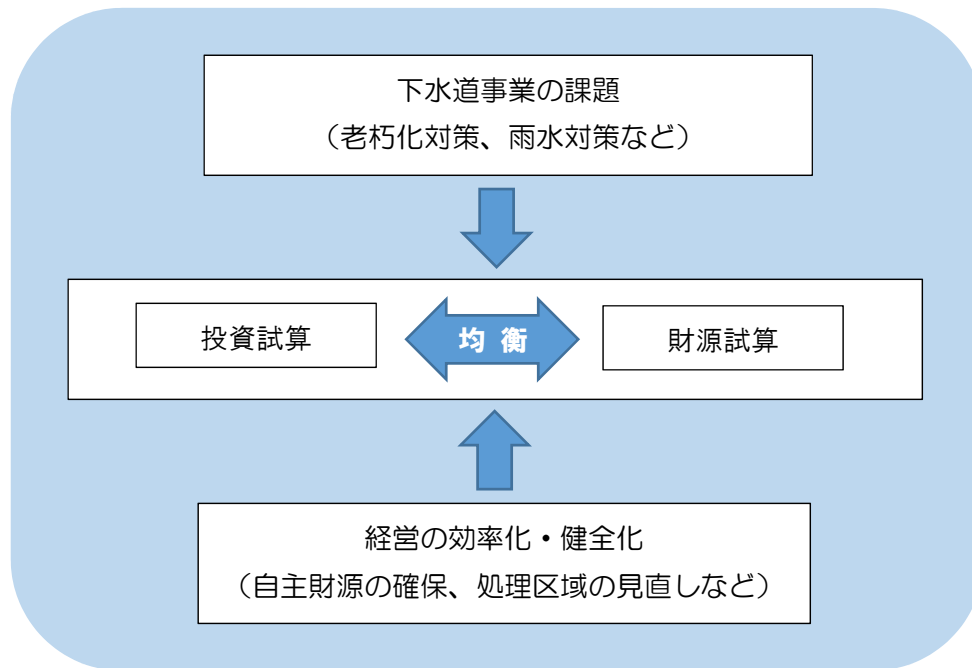 下水道事業の課題
（老朽化対策、雨水対策など）
投資試算
均 衡
財源試算
経営の効率化・健全化
（自主財源の確保、処理区域の見直しなど）